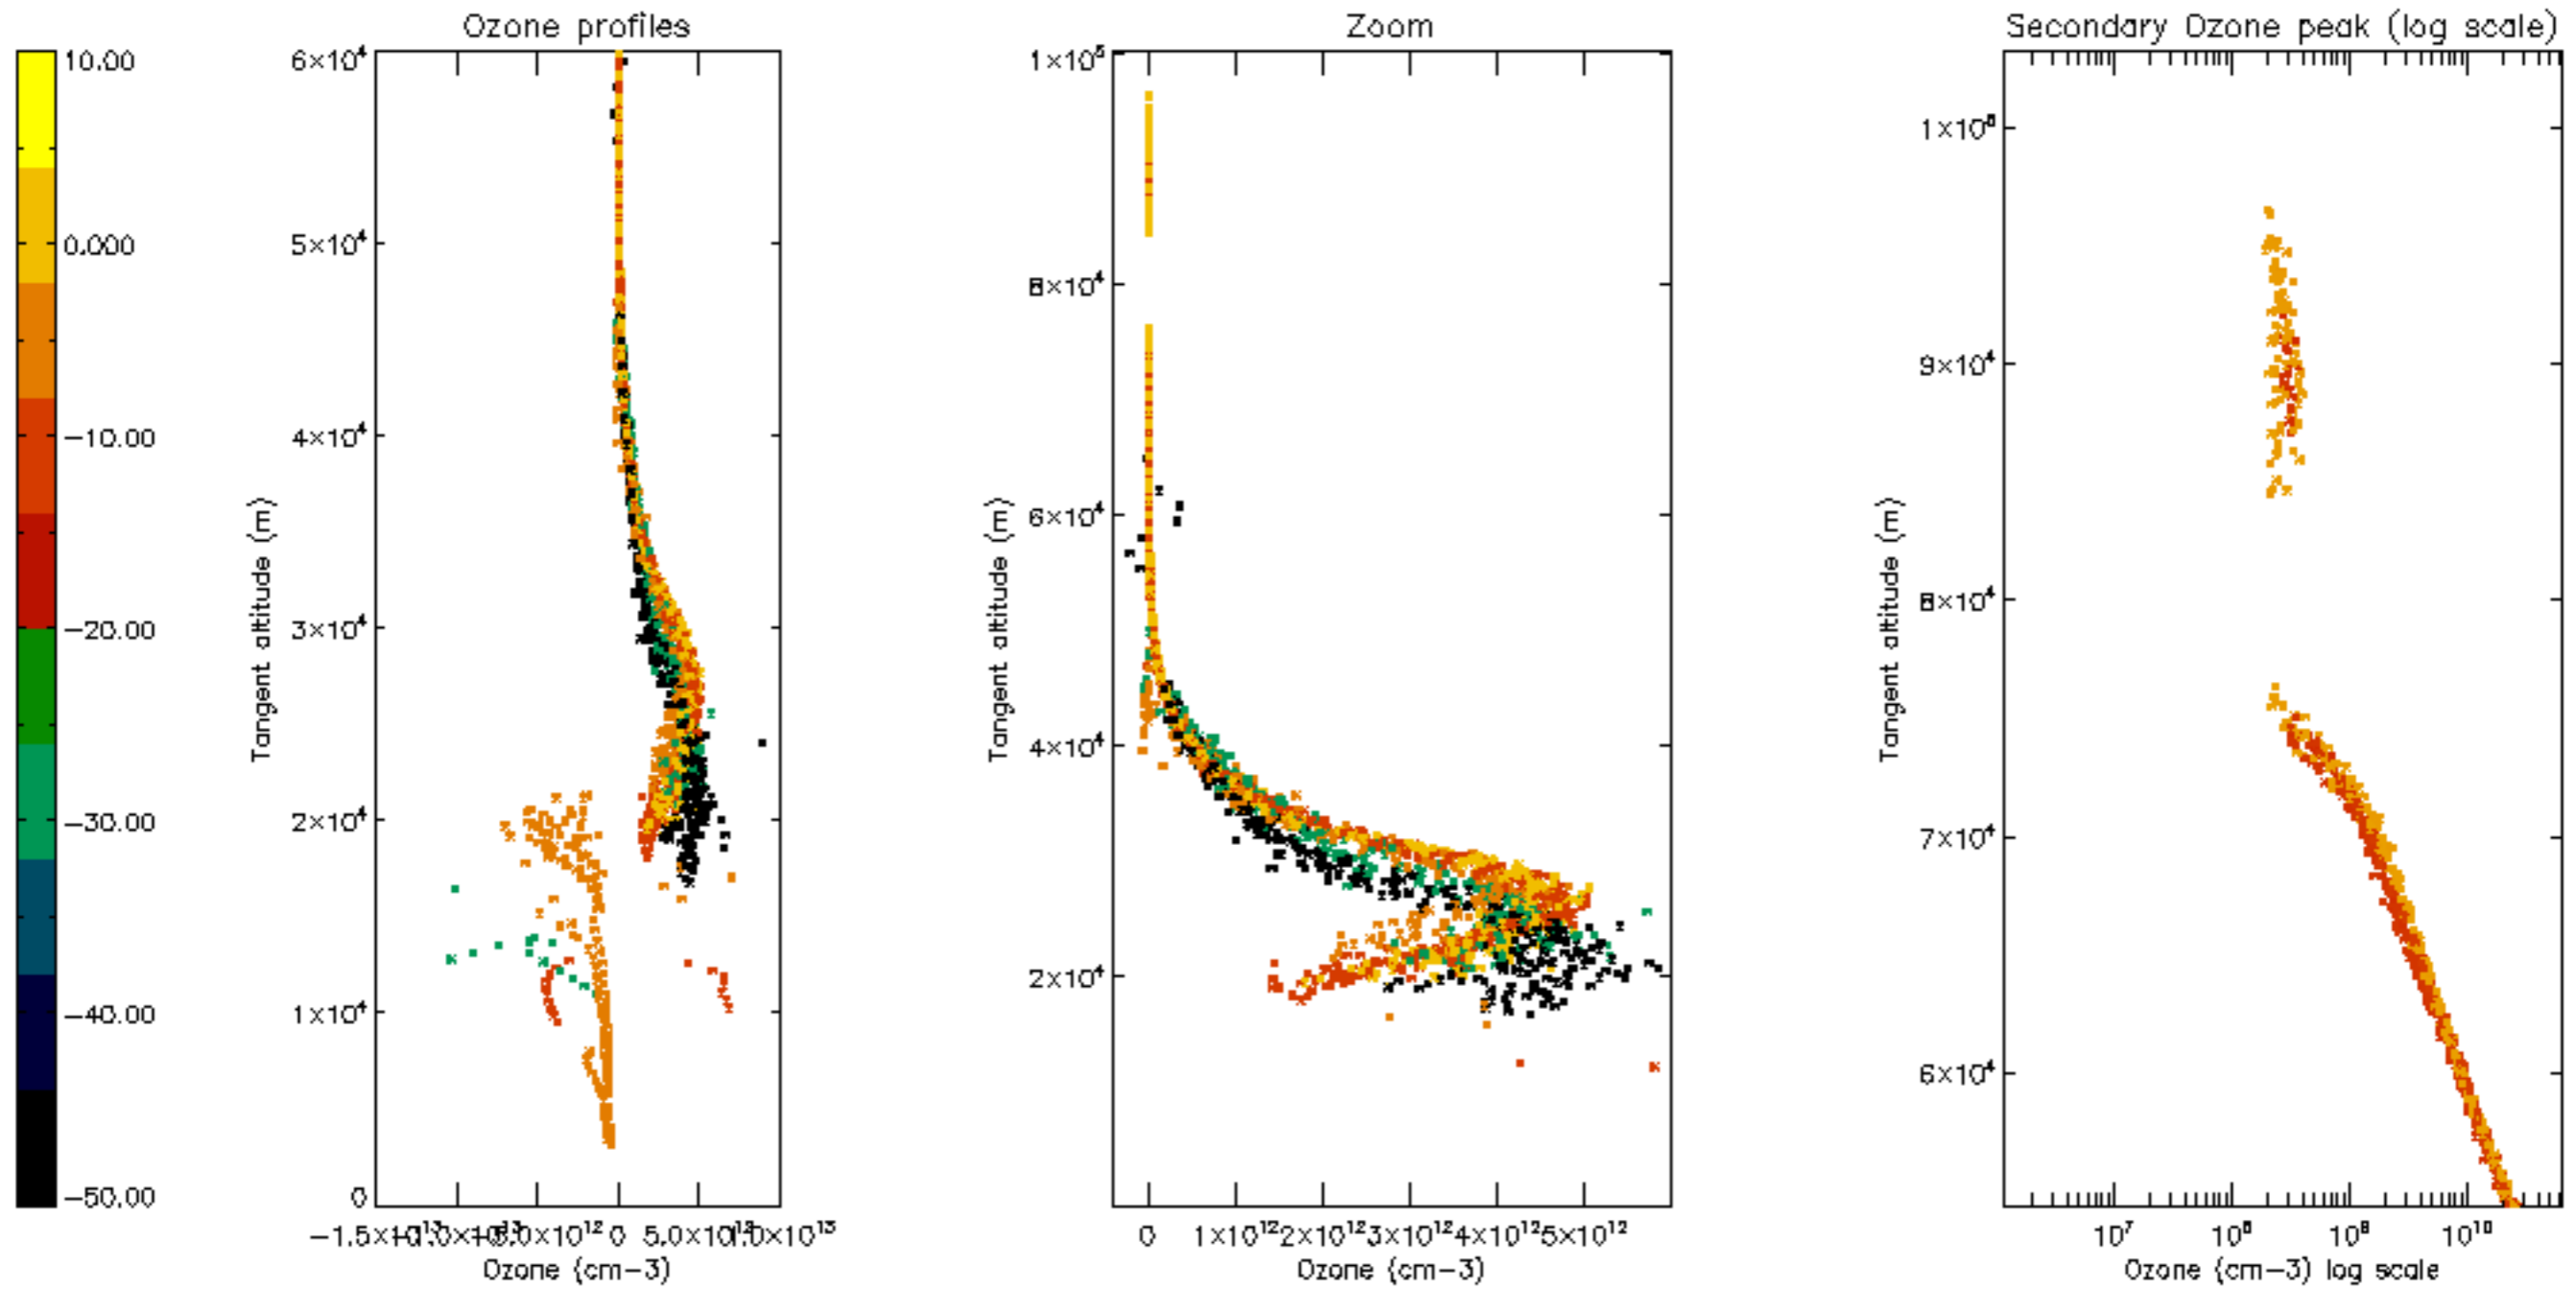 Ozone profiles
Zoom
Secondary Ozone peak (log scale)
10.00
0.000
−10.00
−20.00
−30.00
−40.00
−50.00
6×10⁴
5×10⁴
4×10⁴
3×10⁴
2×10⁴
1×10⁴
0
Tangent altitude (m)
5.0×10¹²
0
Ozone (cm−3)
1×10⁵
8×10⁴
6×10⁴
4×10⁴
2×10⁴
Tangent altitude (m)
0 1×10¹² 2×10¹² 3×10¹² 4×10¹² 5×10¹²
Ozone (cm−3)
1×10⁵
9×10⁴
8×10⁴
7×10⁴
6×10⁴
Tangent altitude (m)
10⁷ 10⁸ 10⁹ 10¹⁰
Ozone (cm−3) log scale